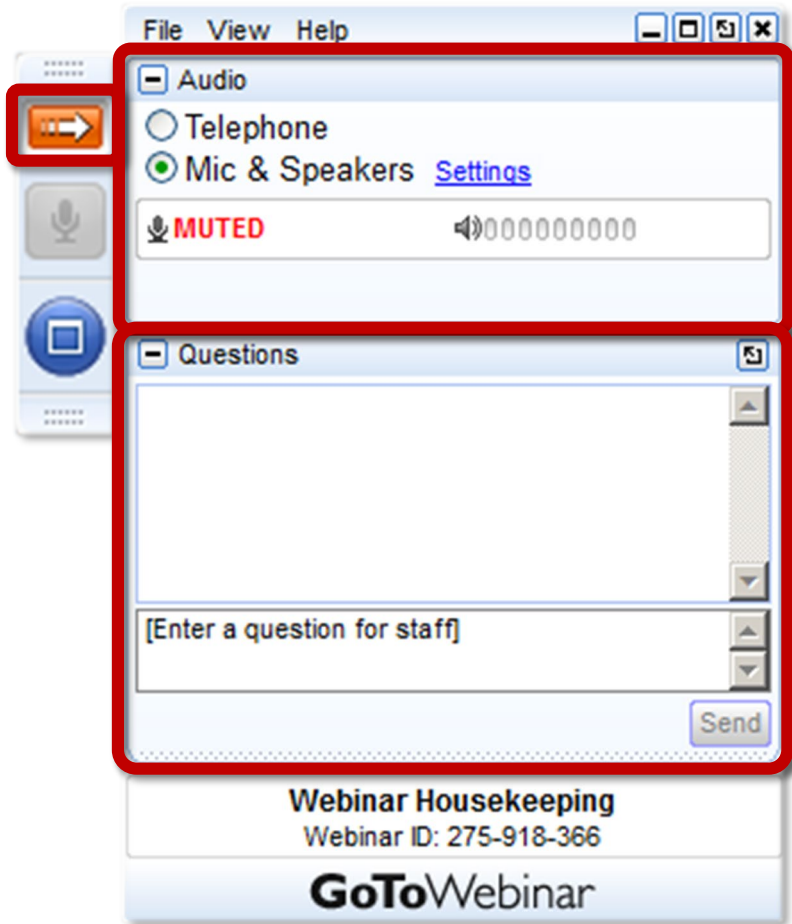 File View Help
Audio
Telephone
Mic & Speakers Settings
MUTED
Questions
[Enter a question for staff]
Send
Webinar Housekeeping
Webinar ID: 275-918-366
GoToWebinar